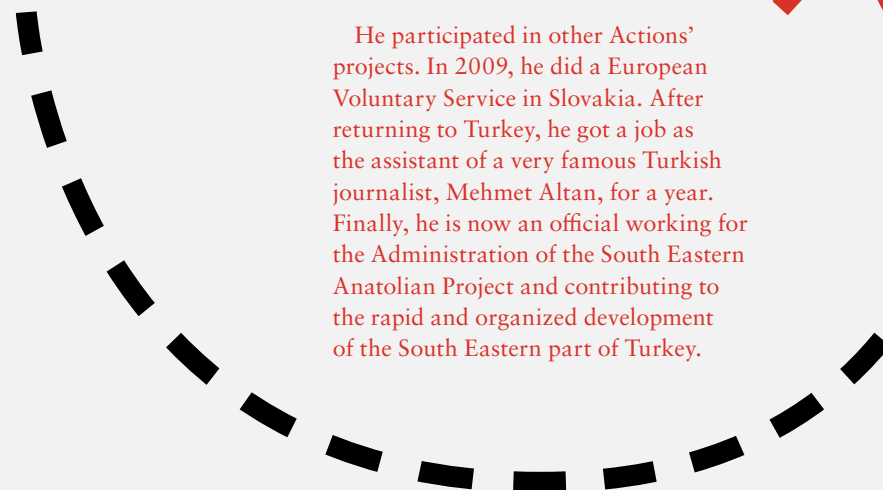 He participated in other Actions’
projects. In 2009, he did a European
Voluntary Service in Slovakia. After
returning to Turkey, he got a job as
the assistant of a very famous Turkish
journalist, Mehmet Altan, for a year.
Finally, he is now an official working for
the Administration of the South Eastern
Anatolian Project and contributing to
the rapid and organized development
of the South Eastern part of Turkey.